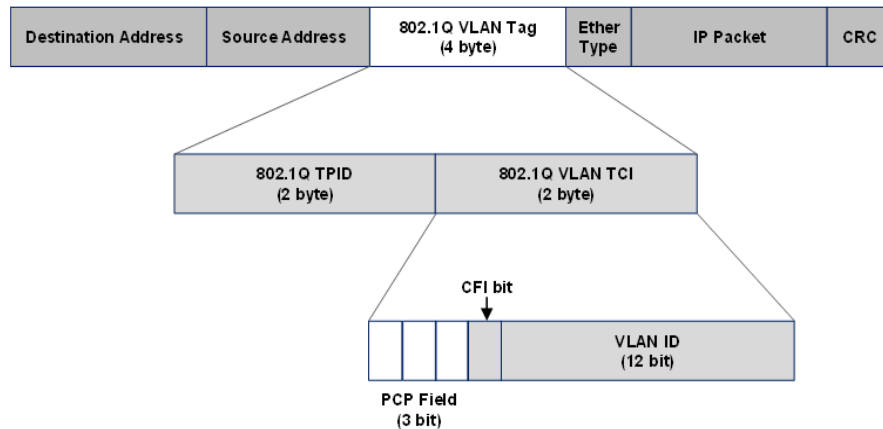 Destination Address
Source Address
802.1Q VLAN Tag
(4 byte)
Ether
Type
IP Packet
CRC
802.1Q TPID
(2 byte)
802.1Q VLAN TCI
(2 byte)
CFI bit
VLAN ID
(12 bit)
PCP Field
(3 bit)